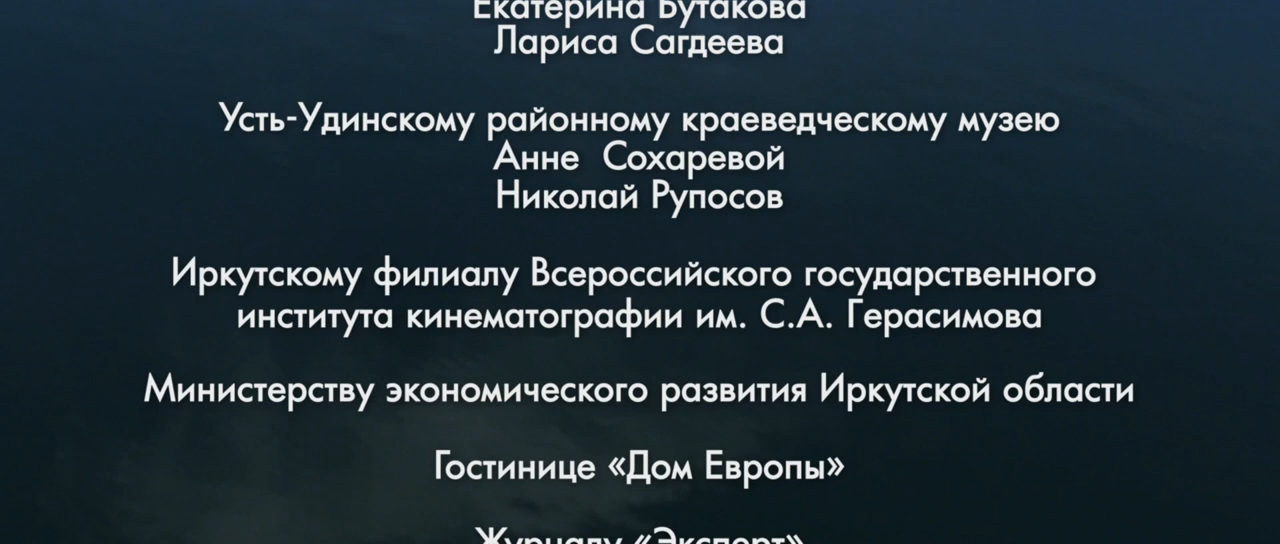 Екатерина Бутакова
Лариса Сагдеева
Усть-Удинскому районному краеведческому музею
Анне Сохаревой
Николай Рупосов
Иркутскому филиалу Всероссийского государственного
института кинематографии им. С.А. Герасимова
Министерству экономического развития Иркутской области
Гостинице «Дом Европы»
Журналу «Эксперт»